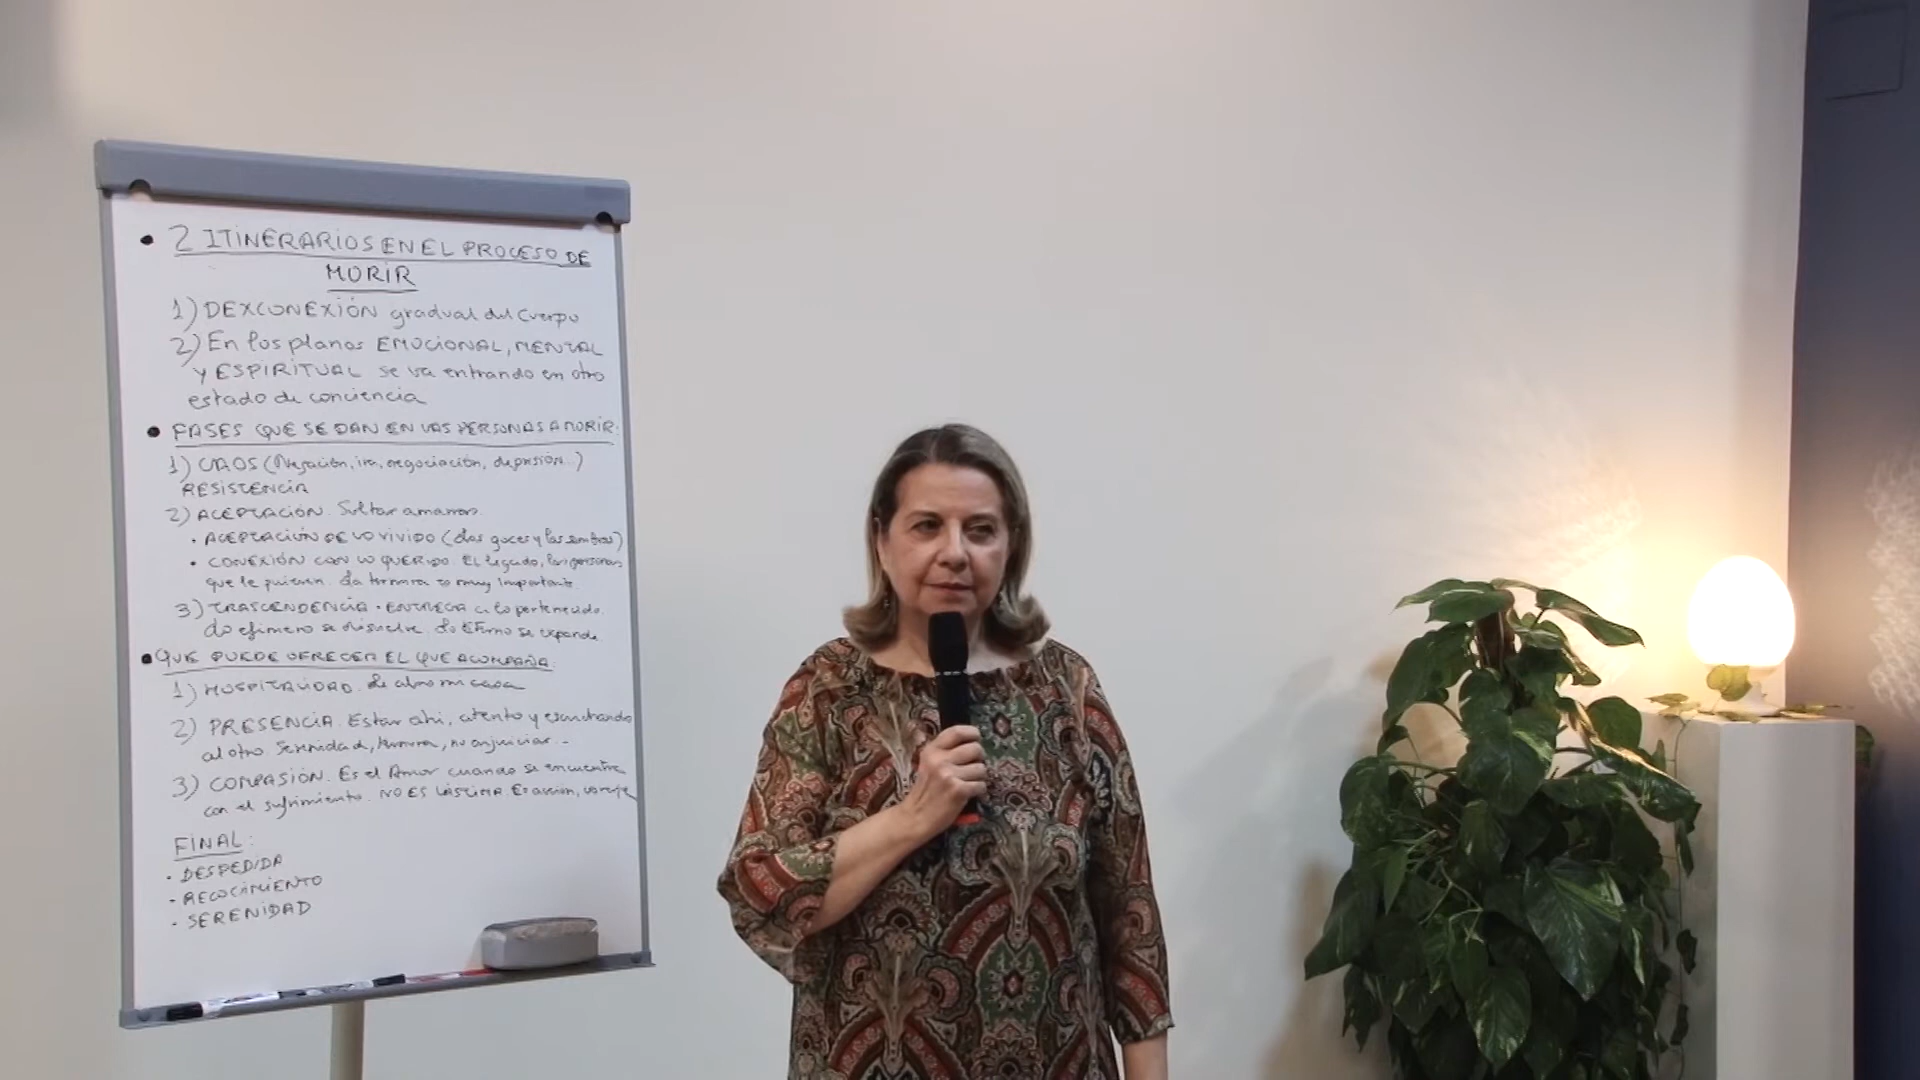 • 2 ITINERARIOS EN EL PROCESO DE
MORIR
1) DEXCONEXIÓN gradual del cuerpo
2) En los planos EMOCIONAL, MENTAL
Y ESPIRITUAL se va entrando en otro
estado de conciencia
• FASES QUE SE DAN EN LAS PERSONAS A MORIR:
1) CAOS (Negación, ira, negociación, depresión..)
RESISTENCIA
2) ACEPTACIÓN. Soltar amarras.
• ACEPTACIÓN DE LO VIVIDO (Los goces y las sombras)
• CONEXIÓN CON LO QUERIDO. El legado, las personas
que le quieren. La ternura es muy importante.
3) TRASCENDENCIA • ENTREGA a lo pertenecido.
Lo efímero se disuelve. Lo Eterno se expande
• QUE PUEDE OFRECER EL QUE ACOMPAÑA:
1) HOSPITALIDAD. Le abro mi casa
2) PRESENCIA. Estar ahí, atento y escuchando
al otro. Serenidad, ternura, no enjuiciar. -
3) COMPASIÓN. Es el Amor cuando se encuentra
con el sufrimiento. NO ES LÁSTIMA. Es acción,
FINAL:
• DESPEDIDA
- RECOCIMIENTO
- SERENIDAD